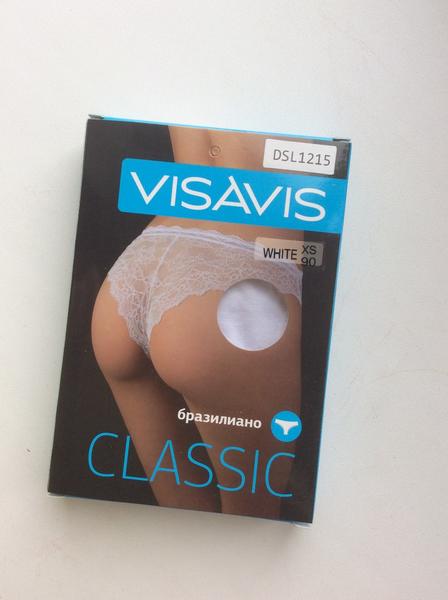 DSL1215
VISAVIS
WHITE XS
90
бразилиано
CLASSIC